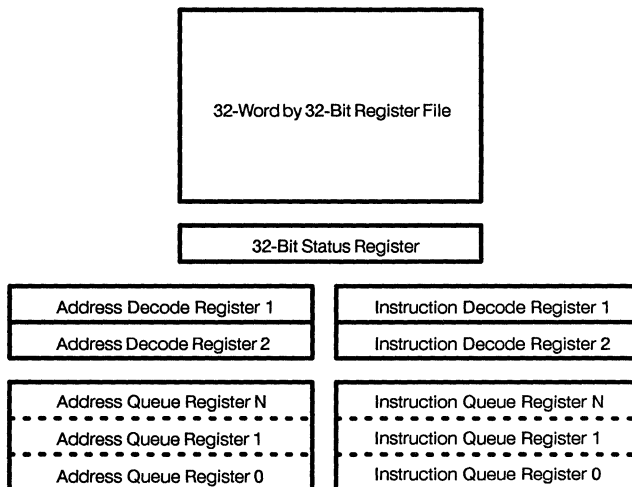 32-Word by 32-Bit Register File
32-Bit Status Register
Address Decode Register 1
Instruction Decode Register 1
Address Decode Register 2
Instruction Decode Register 2
Address Queue Register N
Instruction Queue Register N
Address Queue Register 1
Instruction Queue Register 1
Address Queue Register 0
Instruction Queue Register 0